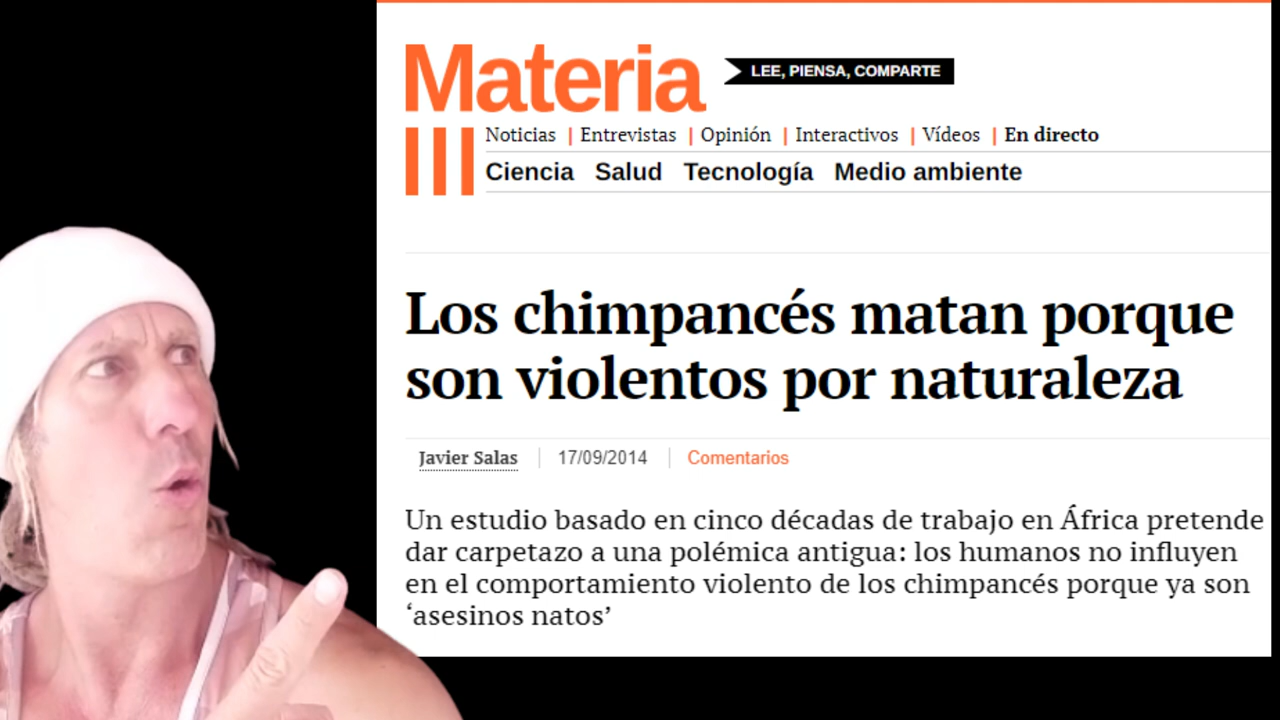 Materia
LEE, PIENSA, COMPARTE
Noticias | Entrevistas | Opinión | Interactivos | Vídeos | En directo
Ciencia Salud Tecnología Medio ambiente
Los chimpancés matan porque
son violentos por naturaleza
Javier Salas | 17/09/2014 | Comentarios
Un estudio basado en cinco décadas de trabajo en África pretende
dar carpetazo a una polémica antigua: los humanos no influyen
en el comportamiento violento de los chimpancés porque ya son
‘asesinos natos’